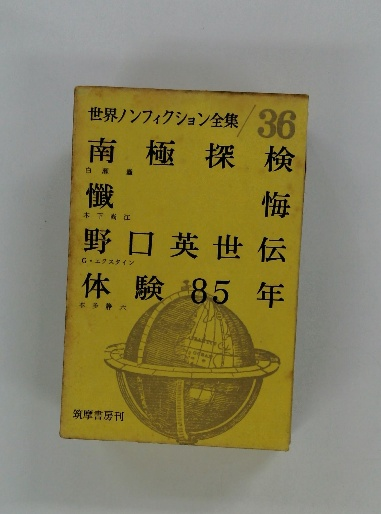 世界ノンフィクション全集/36
南極探検
白瀬矗
懺悔
木下尚江
野口英世伝
G・エクスタイン
体験85年
本多静六
筑摩書房刊